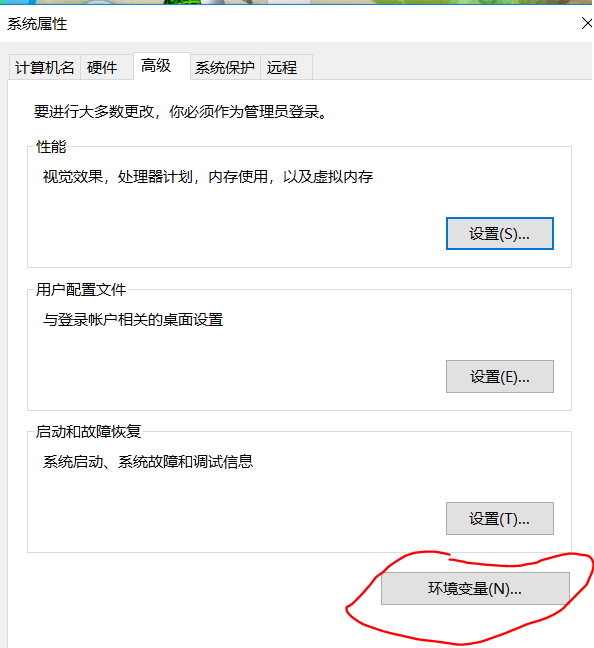 系统属性
计算机名 硬件 高级 系统保护 远程
要进行大多数更改，你必须作为管理员登录。
性能
视觉效果，处理器计划，内存使用，以及虚拟内存
设置(S)...
用户配置文件
与登录帐户相关的桌面设置
设置(E)...
启动和故障恢复
系统启动、系统故障和调试信息
设置(T)...
环境变量(N)...